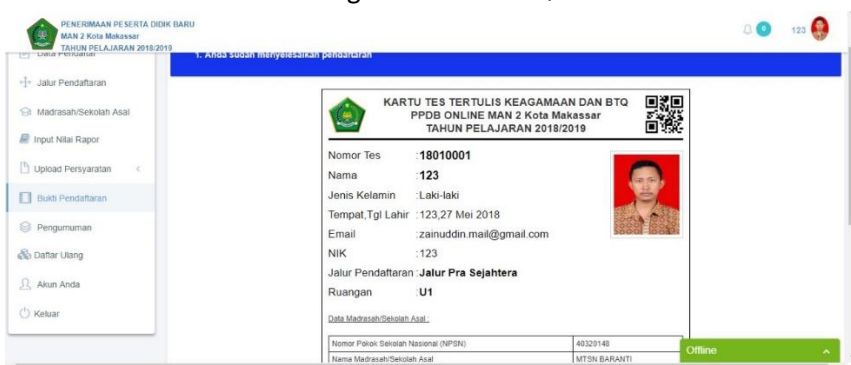 PENERIMAAN PESERTA DIDIK BARU
MAN 2 Kota Makassar
TAHUN PELAJARAN 2018/2019
123
Data Pendaftar
Jalur Pendaftaran
Madrasah/Sekolah Asal
Input Nilai Rapor
Upload Persyaratan
Bukti Pendaftaran
Pengumuman
Daftar Ulang
Akun Anda
Keluar
1. Anda sudah menyelesaikan pendaftaran
KARTU TES TERTULIS KEAGAMAAN DAN BTQ
PPDB ONLINE MAN 2 Kota Makassar
TAHUN PELAJARAN 2018/2019
Nomor Tes :18010001
Nama :123
Jenis Kelamin :Laki-laki
Tempat,Tgl Lahir :123,27 Mei 2018
Email :zainuddin.mail@gmail.com
NIK :123
Jalur Pendaftaran :Jalur Pra Sejahtera
Ruangan :U1
Data Madrasah/Sekolah Asal :
Nomor Pokok Sekolah Nasional (NPSN) 40320148
Nama Madrasah/Sekolah Asal MTSN BARANTI
Offline